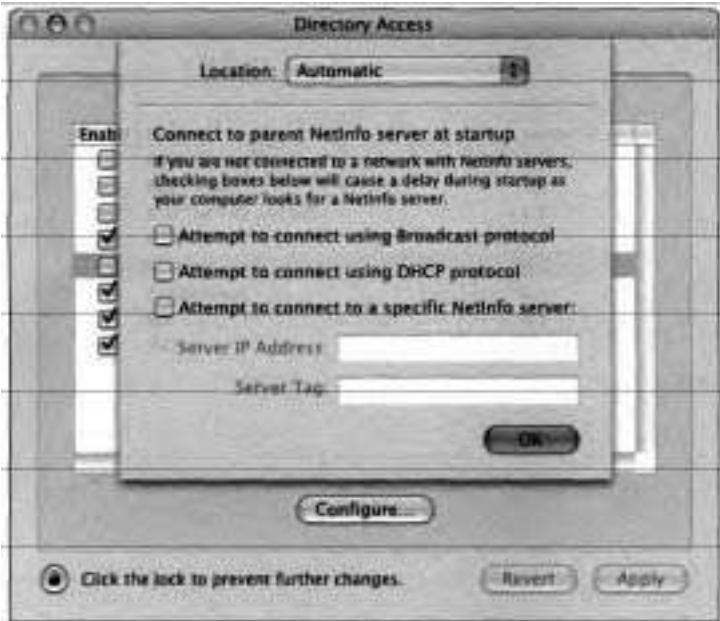 Directory Access
Location: Automatic
Enabl
Connect to parent NetInfo server at startup
If you are not connected to a network with NetInfo servers,
checking boxes below will cause a delay during startup as
your computer looks for a NetInfo server.
Attempt to connect using Broadcast protocol
Attempt to connect using DHCP protocol
Attempt to connect to a specific NetInfo server:
Server IP Address:
Server Tag:
OK
Configure...
Click the lock to prevent further changes.
Revert
Apply